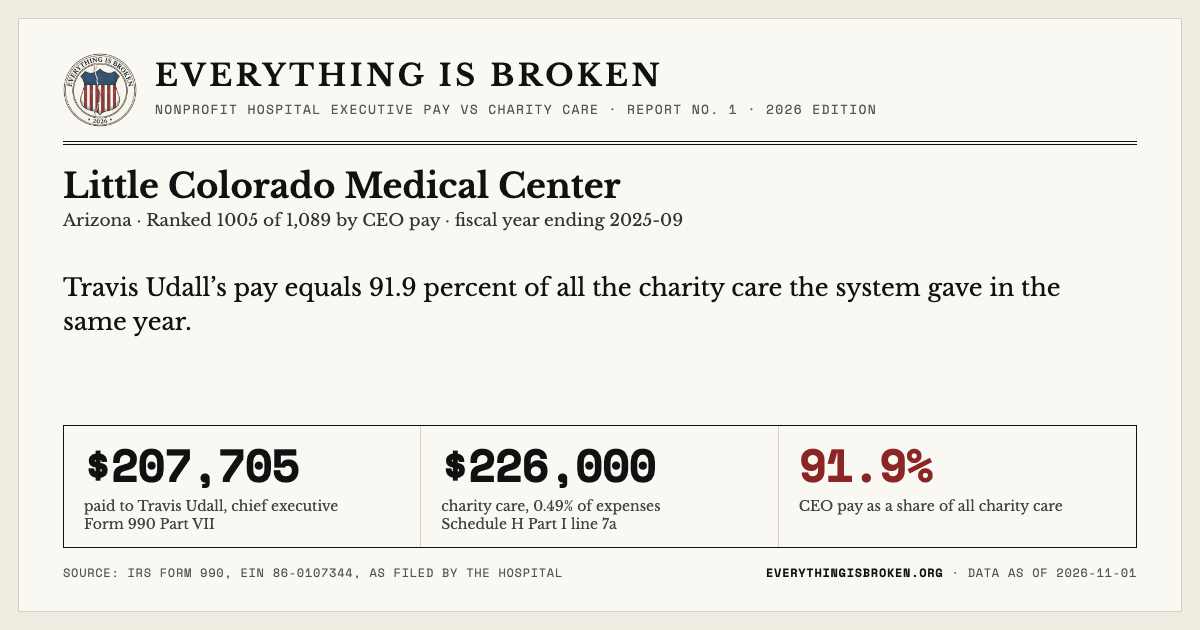 EVERYTHING IS BROKEN
2026
EVERYTHING IS BROKEN
NONPROFIT HOSPITAL EXECUTIVE PAY VS CHARITY CARE · REPORT NO. 1 · 2026 EDITION
Little Colorado Medical Center
Arizona · Ranked 1005 of 1,089 by CEO pay · fiscal year ending 2025-09
Travis Udall’s pay equals 91.9 percent of all the charity care the system gave in the
same year.
$207,705
paid to Travis Udall, chief executive
Form 990 Part VII
$226,000
charity care, 0.49% of expenses
Schedule H Part I line 7a
91.9%
CEO pay as a share of all charity care
SOURCE: IRS FORM 990, EIN 86-0107344, AS FILED BY THE HOSPITAL
EVERYTHINGISBROKEN.ORG · DATA AS OF 2026-11-01